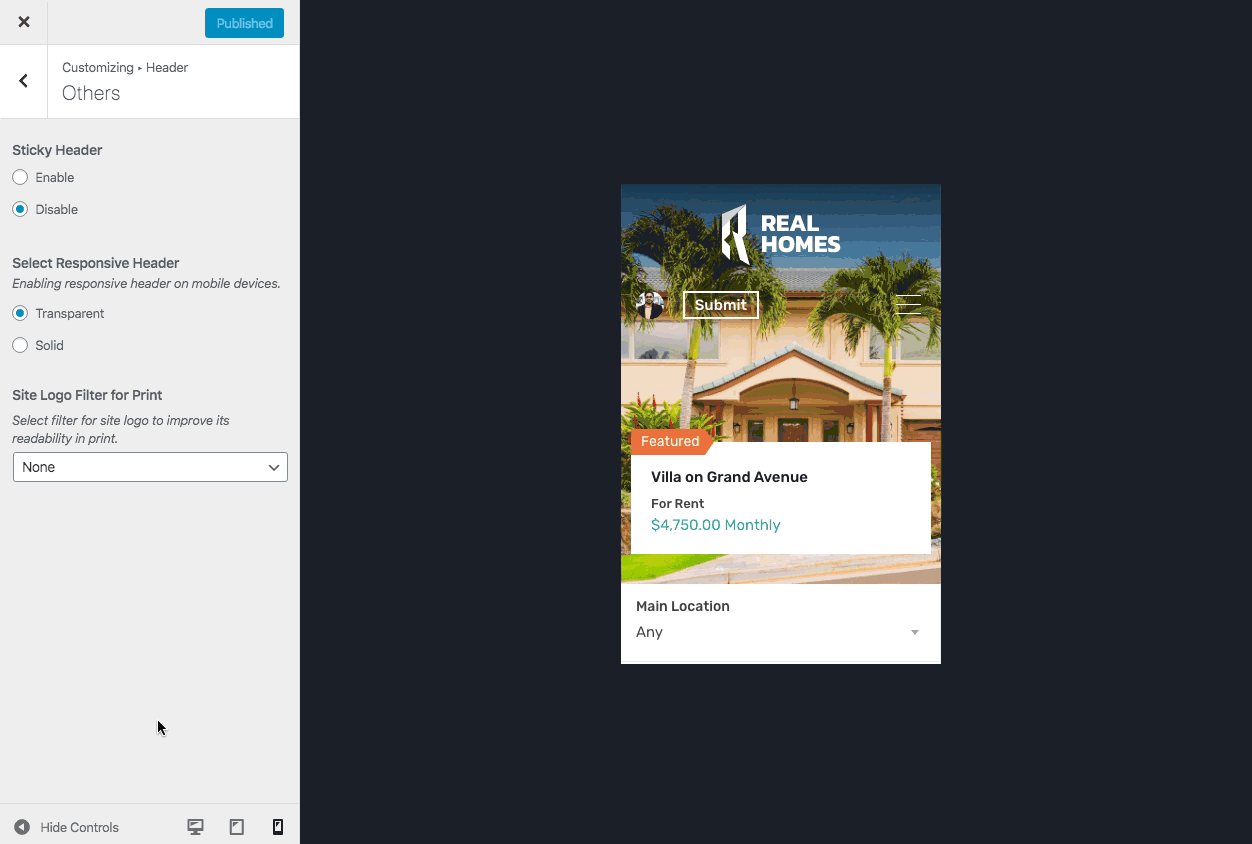 Published
Customizing ▸ Header
Others
Sticky Header
Enable
Disable
Select Responsive Header
Enabling responsive header on mobile devices.
Transparent
Solid
Site Logo Filter for Print
Select filter for site logo to improve its
readability in print.
None
Hide Controls
REAL
HOMES
Submit
Featured
Villa on Grand Avenue
For Rent
$4,750.00 Monthly
Main Location
Any